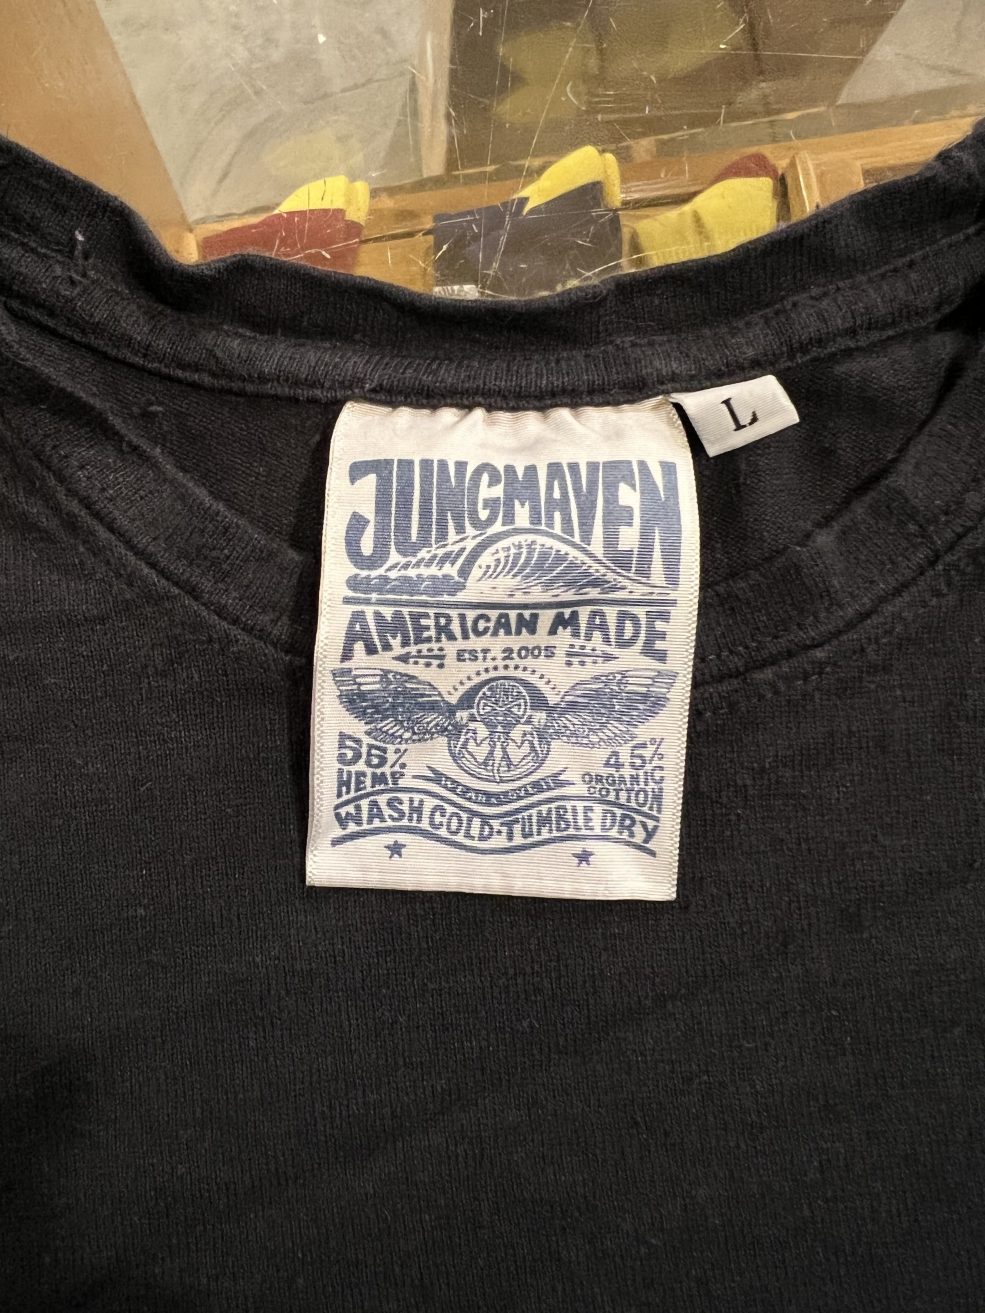 L
JUNGMAVEN
AMERICAN MADE
EST. 2005
55%
HEMP
45%
ORGANIC
COTTON
WASH COLD·TUMBLE DRY